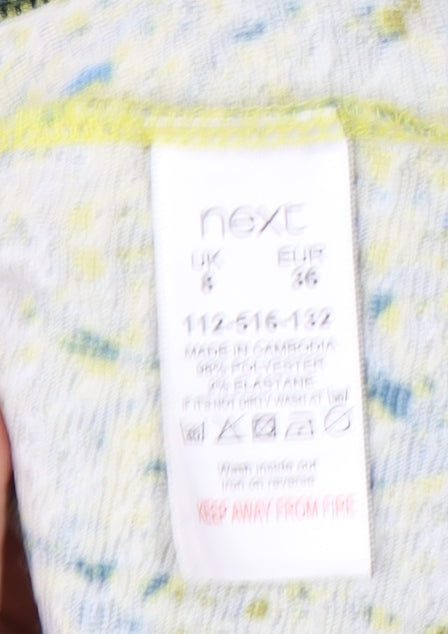 next
UK EUR
8 36
112-516-132
MADE IN CAMBODIA
98% POLYESTER
2% ELASTANE
IF IT'S NOT DIRTY WASH AT
Wash inside out
Iron on reverse
KEEP AWAY FROM FIRE